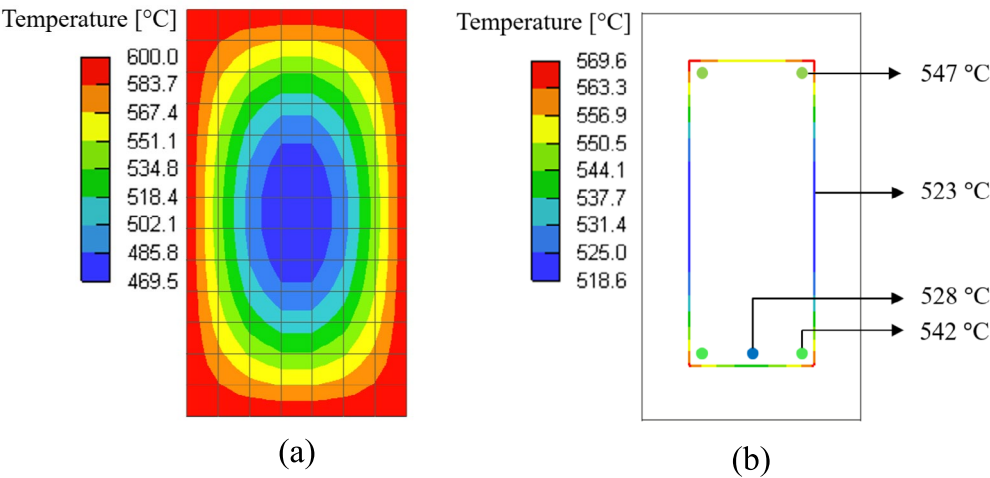 Temperature [°C]
600.0
583.7
567.4
551.1
534.8
518.4
502.1
485.8
469.5
(a)
Temperature [°C]
569.6
563.3
556.9
550.5
544.1
537.7
531.4
525.0
518.6
547 °C
523 °C
528 °C
542 °C
(b)